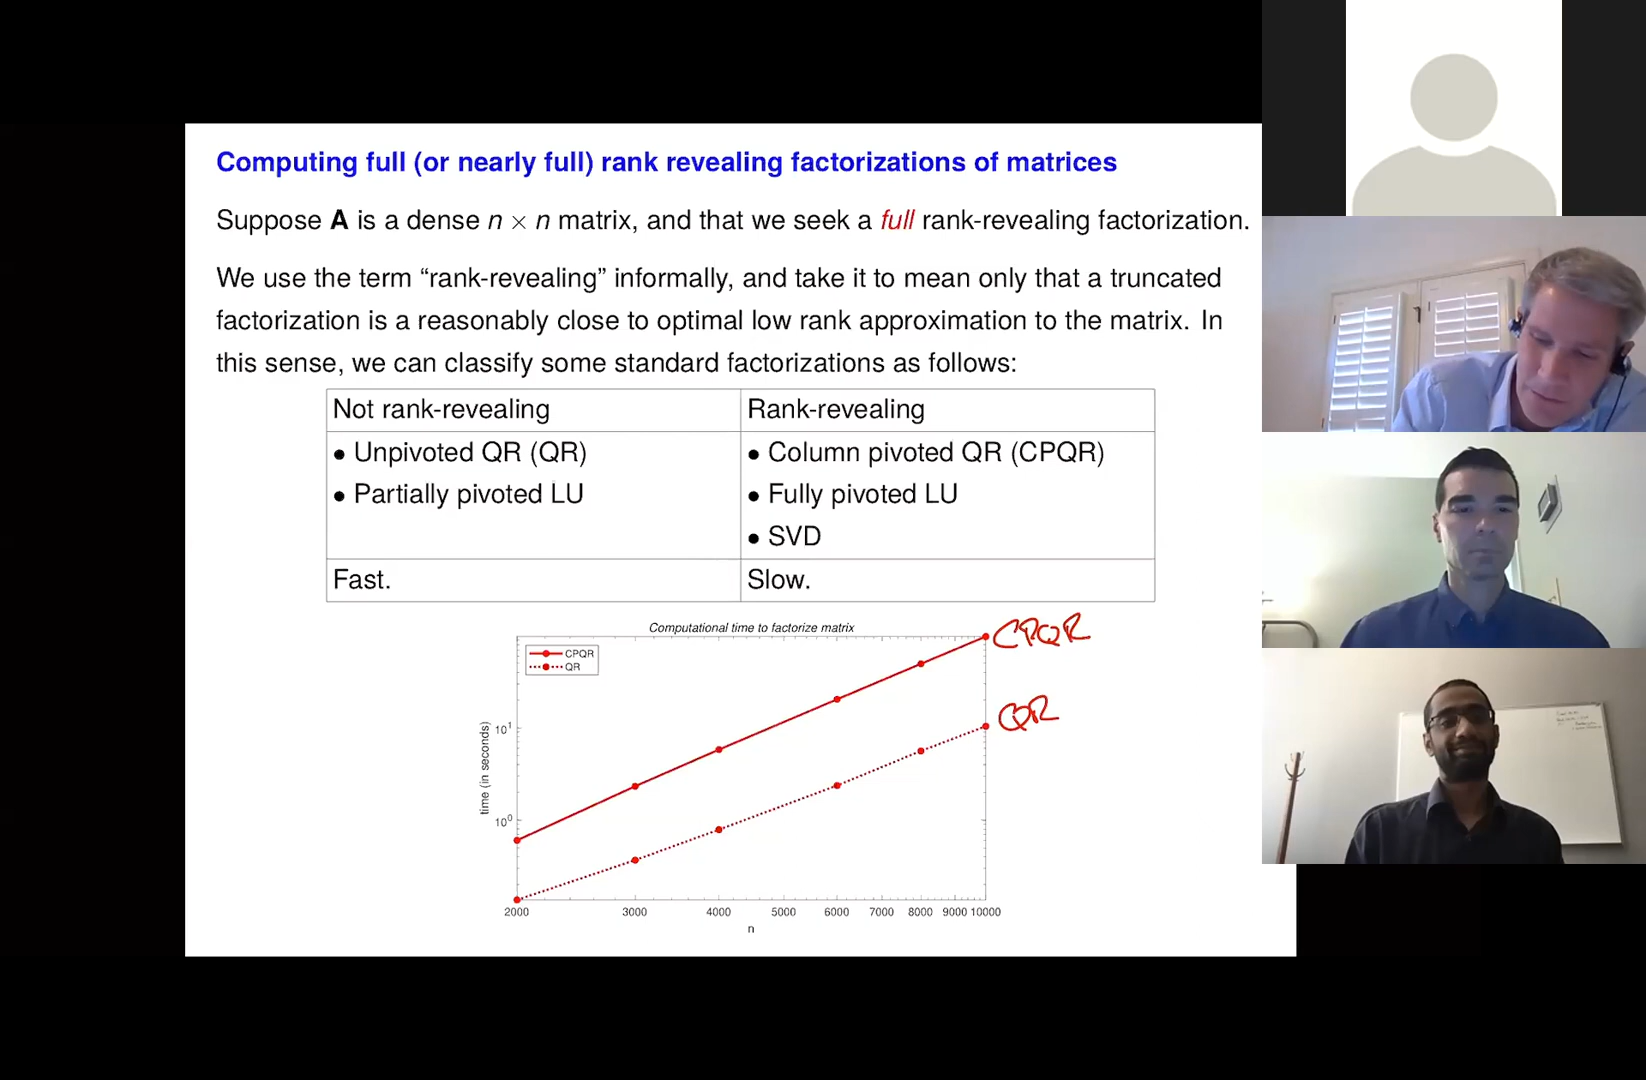 Computing full (or nearly full) rank revealing factorizations of matrices
Suppose A is a dense n × n matrix, and that we seek a full rank-revealing factorization.
We use the term “rank-revealing” informally, and take it to mean only that a truncated
factorization is a reasonably close to optimal low rank approximation to the matrix. In
this sense, we can classify some standard factorizations as follows:
Not rank-revealing
Rank-revealing
• Unpivoted QR (QR)
• Partially pivoted LU
• Column pivoted QR (CPQR)
• Fully pivoted LU
• SVD
Fast.
Slow.
Computational time to factorize matrix
CPQR
QR
CPQR
QR
time (in seconds)
10¹
10⁰
2000 3000 4000 5000 6000 7000 8000 9000 10000
n